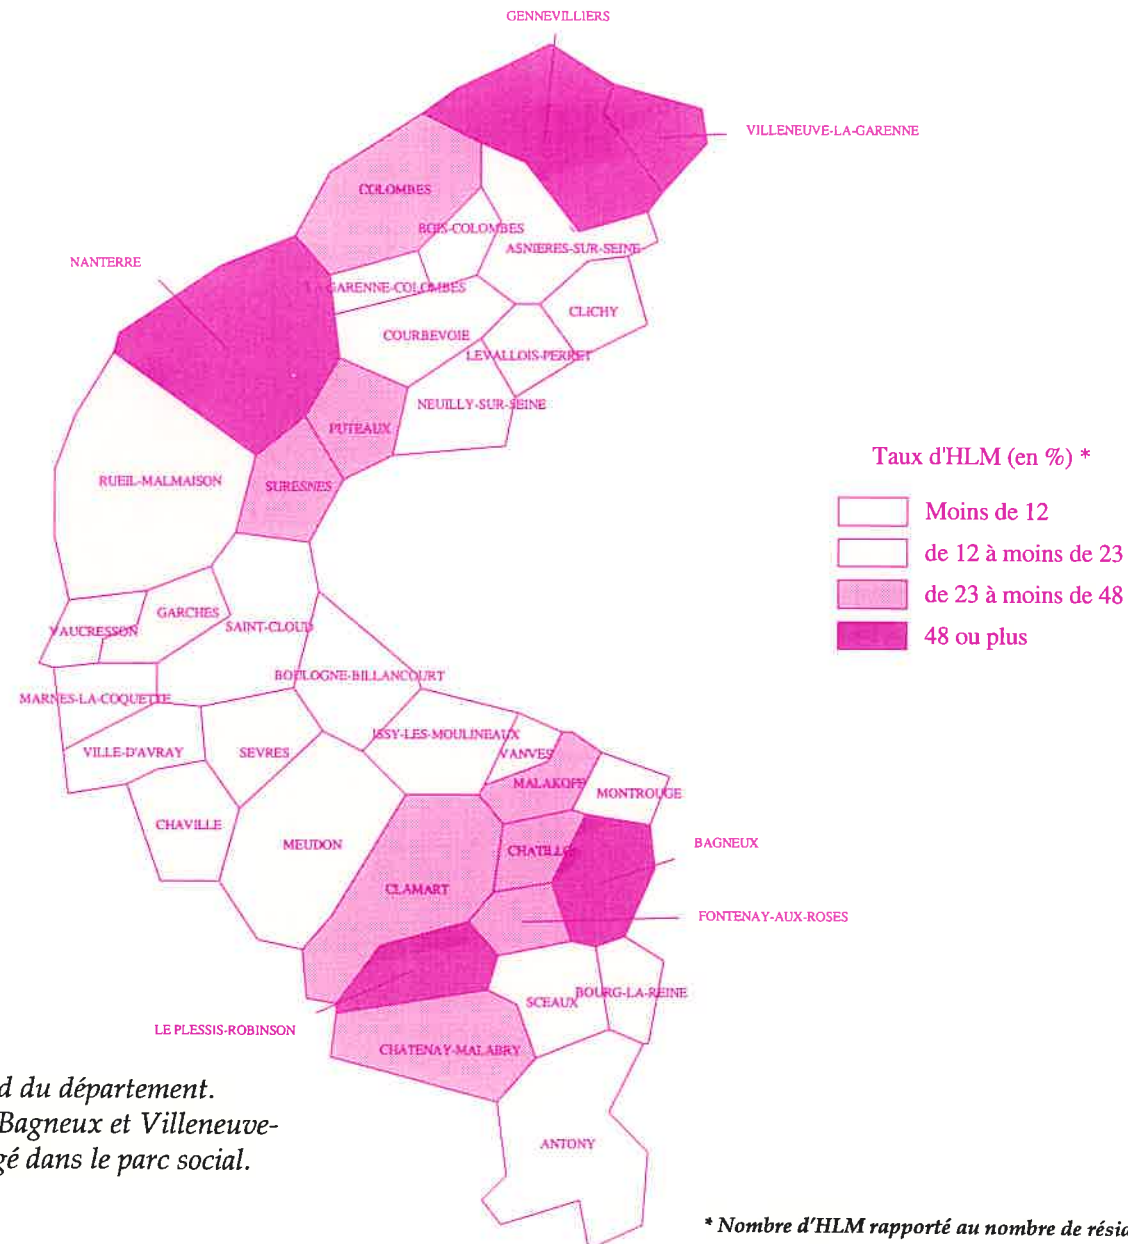 GENNEVILLIERS
VILLENEUVE-LA-GARENNE
COLOMBES
BOIS-COLOMBES
ASNIERES-SUR-SEINE
NANTERRE
LA GARENNE-COLOMBES
CLICHY
COURBEVOIE
LEVALLOIS-PERRET
NEUILLY-SUR-SEINE
PUTEAUX
RUEIL-MALMAISON
SURESNES
Taux d'HLM (en %) *
Moins de 12
de 12 à moins de 23
de 23 à moins de 48
48 ou plus
GARCHES
VAUCRESSON
SAINT-CLOUD
BOULOGNE-BILLANCOURT
MARNES-LA-COQUETTE
ISSY-LES-MOULINEAUX
VILLE-D'AVRAY
SEVRES
VANVES
MALAKOFF
MONTROUGE
CHAVILLE
MEUDON
CHATILLON
BAGNEUX
CLAMART
FONTENAY-AUX-ROSES
SCEAUX
BOURG-LA-REINE
LE PLESSIS-ROBINSON
CHATENAY-MALABRY
ANTONY
d du département.
Bagneux et Villeneuve-
gé dans le parc social.
* Nombre d'HLM rapporté au nombre de résid